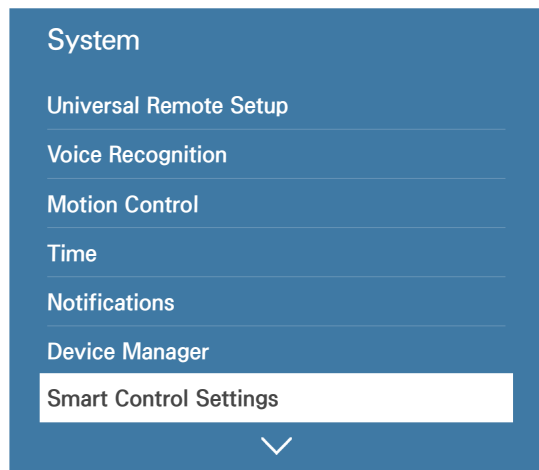 System
Universal Remote Setup
Voice Recognition
Motion Control
Time
Notifications
Device Manager
Smart Control Settings